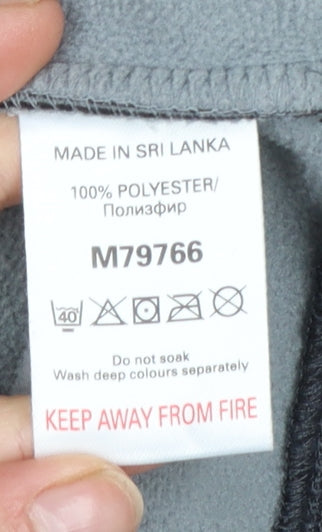 MADE IN SRI LANKA
100% POLYESTER/
Полизфир
M79766
40
Do not soak
Wash deep colours separately
KEEP AWAY FROM FIRE